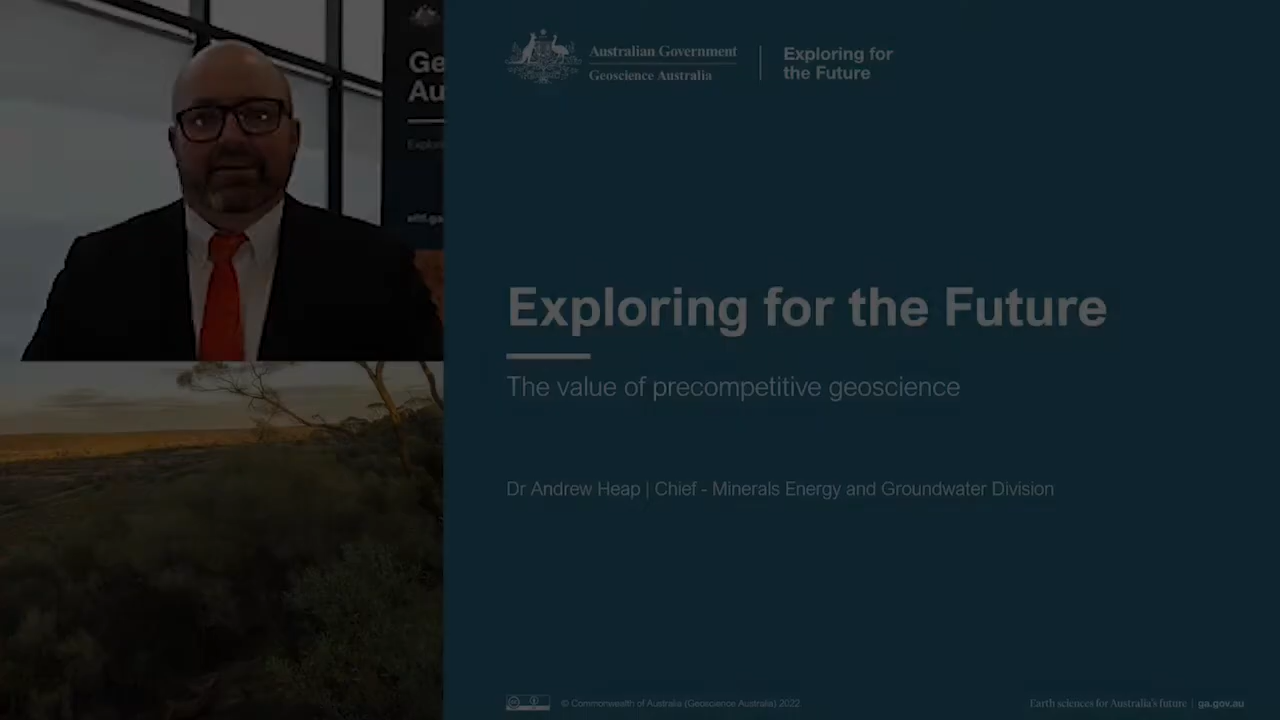 Ge
Au
Australian Government
Geoscience Australia
Exploring for
the Future
Exploring for the Future
The value of precompetitive geoscience
Dr Andrew Heap | Chief - Minerals Energy and Groundwater Division
© Commonwealth of Australia (Geoscience Australia) 2022
Earth sciences for Australia's future | ga.gov.au